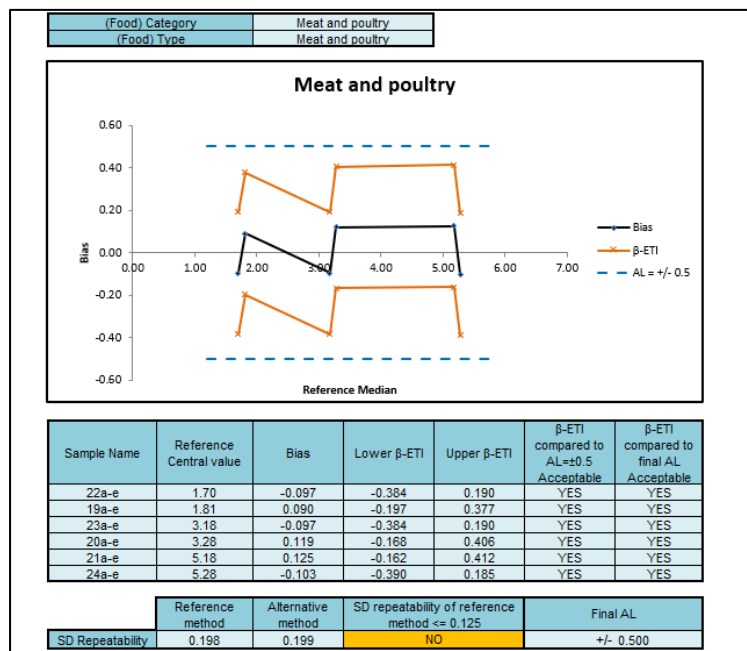 (Food) Category Meat and poultry
(Food) Type Meat and poultry
Meat and poultry
0.60
0.40
0.20
0.00
-0.20
-0.40
-0.60
0.00 1.00 2.00 3.00 4.00 5.00 6.00 7.00
Bias
Reference Median
Bias
β-ETI
AL = +/- 0.5
Sample Name Reference Central value Bias Lower β-ETI Upper β-ETI β-ETI compared to AL=±0.5 Acceptable β-ETI compared to final AL Acceptable
22a-e 1.70 -0.097 -0.384 0.190 YES YES
19a-e 1.81 0.090 -0.197 0.377 YES YES
23a-e 3.18 -0.097 -0.384 0.190 YES YES
20a-e 3.28 0.119 -0.168 0.406 YES YES
21a-e 5.18 0.125 -0.162 0.412 YES YES
24a-e 5.28 -0.103 -0.390 0.185 YES YES
Reference method Alternative method SD repeatability of reference method <= 0.125 Final AL
SD Repeatability 0.198 0.199 NO +/- 0.500